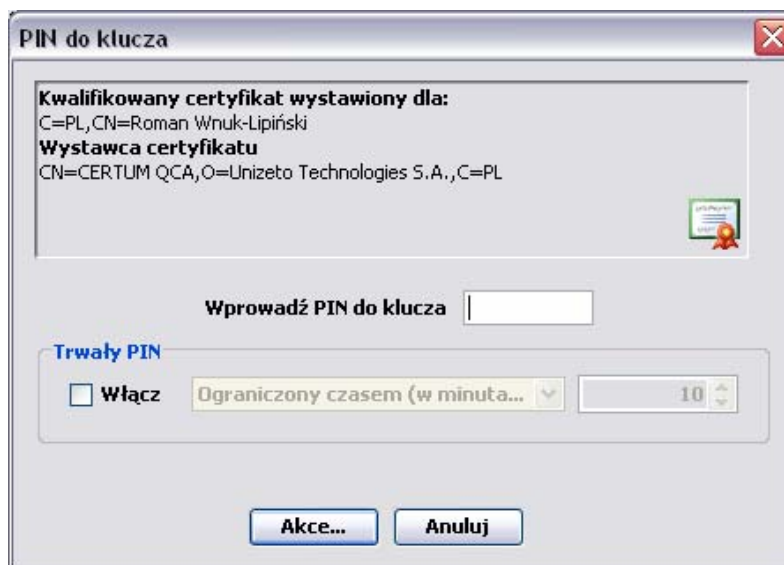 PIN do klucza
Kwalifikowany certyfikat wystawiony dla:
C=PL,CN=Roman Wnuk-Lipiński
Wystawca certyfikatu
CN=CERTUM QCA,O=Unizeto Technologies S.A.,C=PL
Wprowadź PIN do klucza
Trwały PIN
Włącz Ograniczony czasem (w minuta... 10
Akce... Anuluj